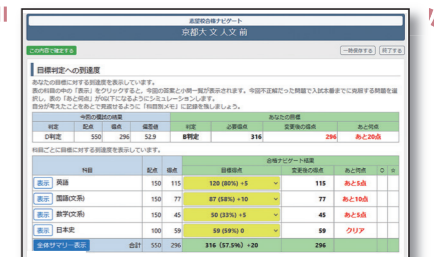 志望校合格ナビゲート
京都大 文 人文 前
この内容で確定する
一時保存する 終了する
目標判定への到達度
あなたの目標に対する到達度を表示しています。
表の科目の中の「表示」をクリックすると、今回の設問と小問一覧が表示されます。今回不正解だった問題で入試本番までに克服する問題を選
択し、表の「あと何点」が0以下になるようにシミュレーションします。
自分が考えたことをあとで見返せるように「科目別メモ」に記録を残しましょう。
今回の模試の結果 あなたの目標
判定 配点 得点 偏差値 判定 必要得点 変更後の得点 あと何点
D判定 550 296 52.9 B判定 316 296 あと20点
科目ごとに目標に対する到達度を表示しています。
合格ナビゲート結果
科目 配点 得点 目標得点 変更後の得点 あと何点
表示 英語 150 115 120 (80%) +5 115 あと5点
表示 国語(文系) 150 77 87 (58%) +10 77 あと10点
表示 数学(文系) 150 45 50 (33%) +5 45 あと5点
表示 日本史 100 59 59 (59%) 0 59 クリア
全体サマリー表示 合計 550 296 316 (57.5%) +20 296